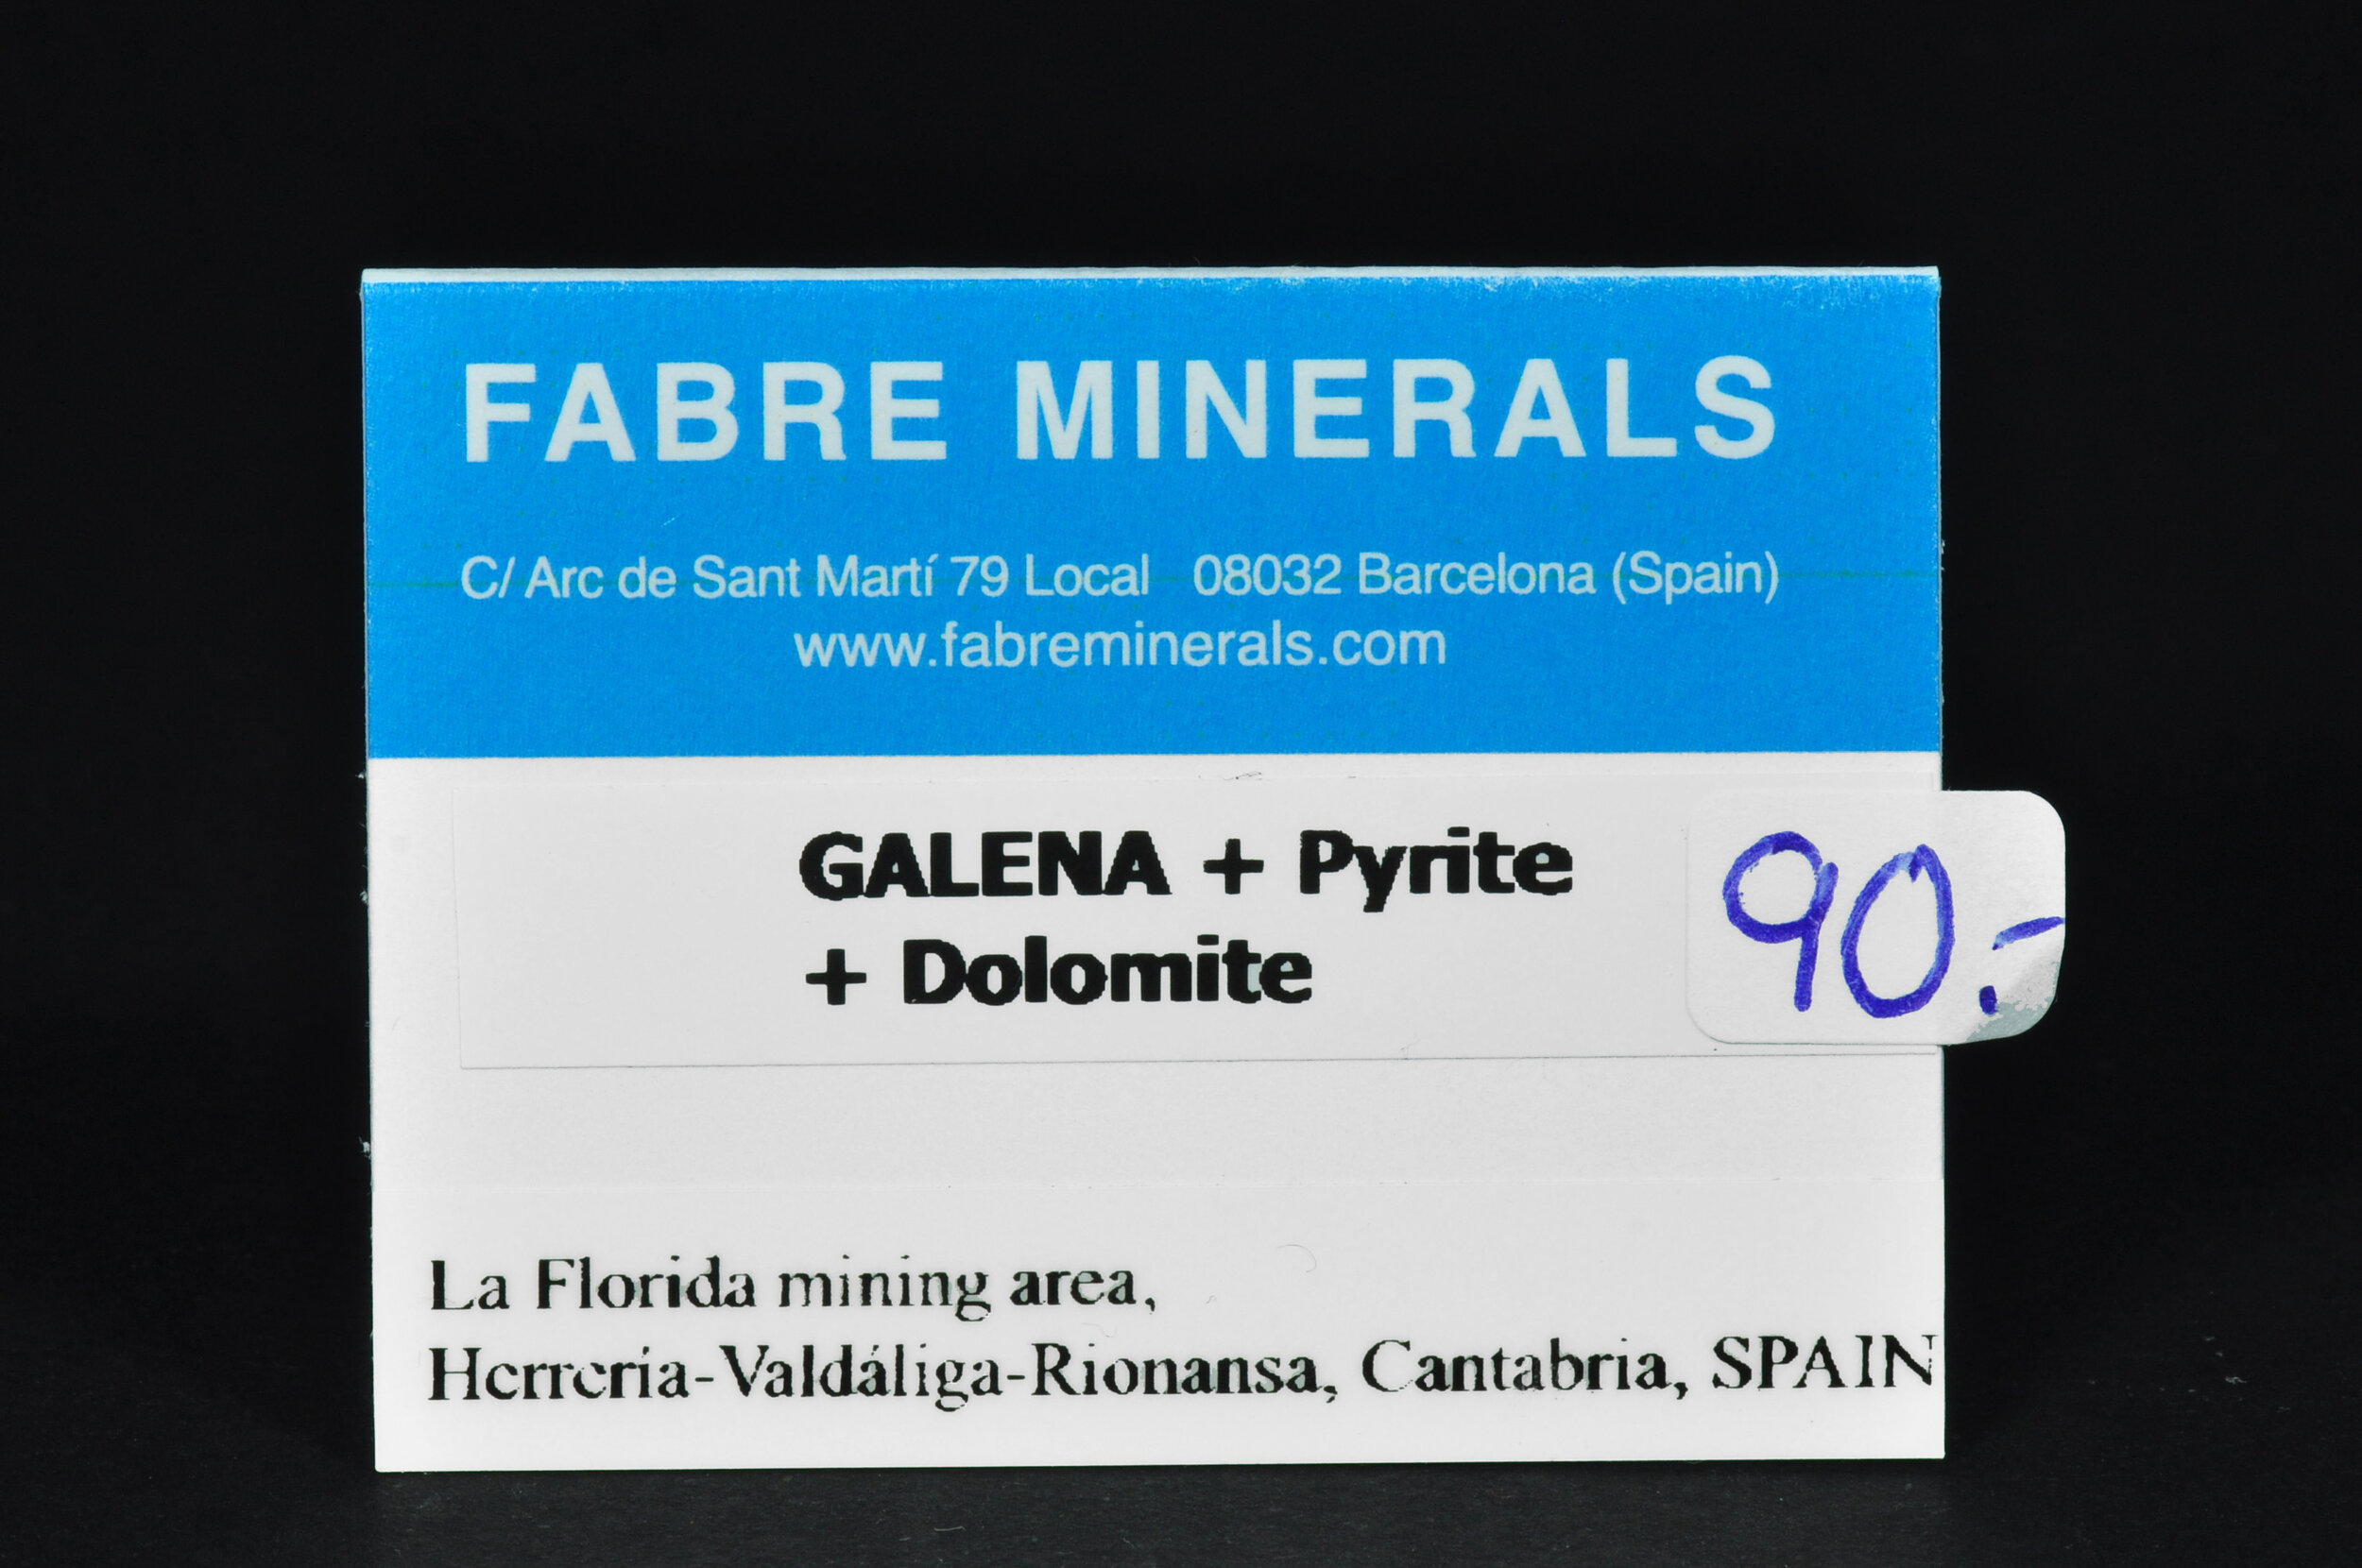 FABRE MINERALS
C/ Arc de Sant Martí 79 Local 08032 Barcelona (Spain)
www.fabreminerals.com
GALENA + Pyrite
+ Dolomite
90.-
La Florida mining area,
Herrería-Valdáliga-Rionansa, Cantabria, SPAIN